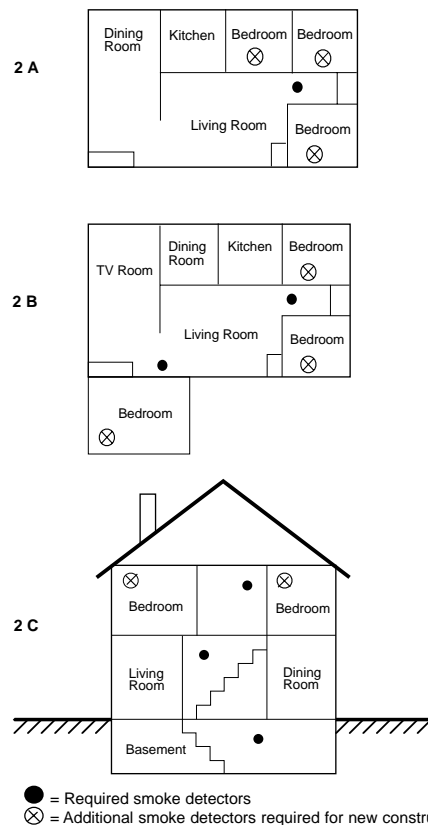 Dining
Room
Kitchen
Bedroom
Bedroom
2 A
Living Room
Bedroom
TV Room
Dining
Room
Kitchen
Bedroom
2 B
Living Room
Bedroom
Bedroom
Bedroom
Bedroom
2 C
Living
Room
Dining
Room
Basement
= Required smoke detectors
= Additional smoke detectors required for new constru